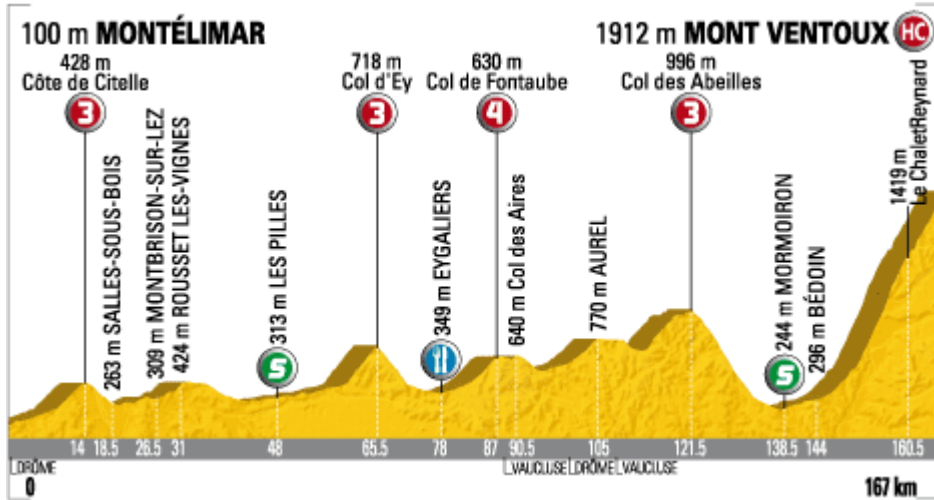 100 m MONTÉLIMAR
1912 m MONT VENTOUX HC
428 m
Côte de Citelle
3
718 m
Col d'Ey
3
630 m
Col de Fontaube
4
996 m
Col des Abeilles
3
263 m SALLES-SOUS-BOIS
309 m MONTBRISON-SUR-LEZ
424 m ROUSSET LES-VIGNES
313 m LES PILLES
S
349 m EYGALIERS
640 m Col des Aires
770 m AUREL
244 m MORMOIRON
S
296 m BÉDOIN
1419 m
Le ChaletReynard
14 18.5 26.5 31 48 65.5 78 87 90.5 105 121.5 138.5 144 160.5
DRÔME VAUCLUSE DRÔME VAUCLUSE
0 167 km